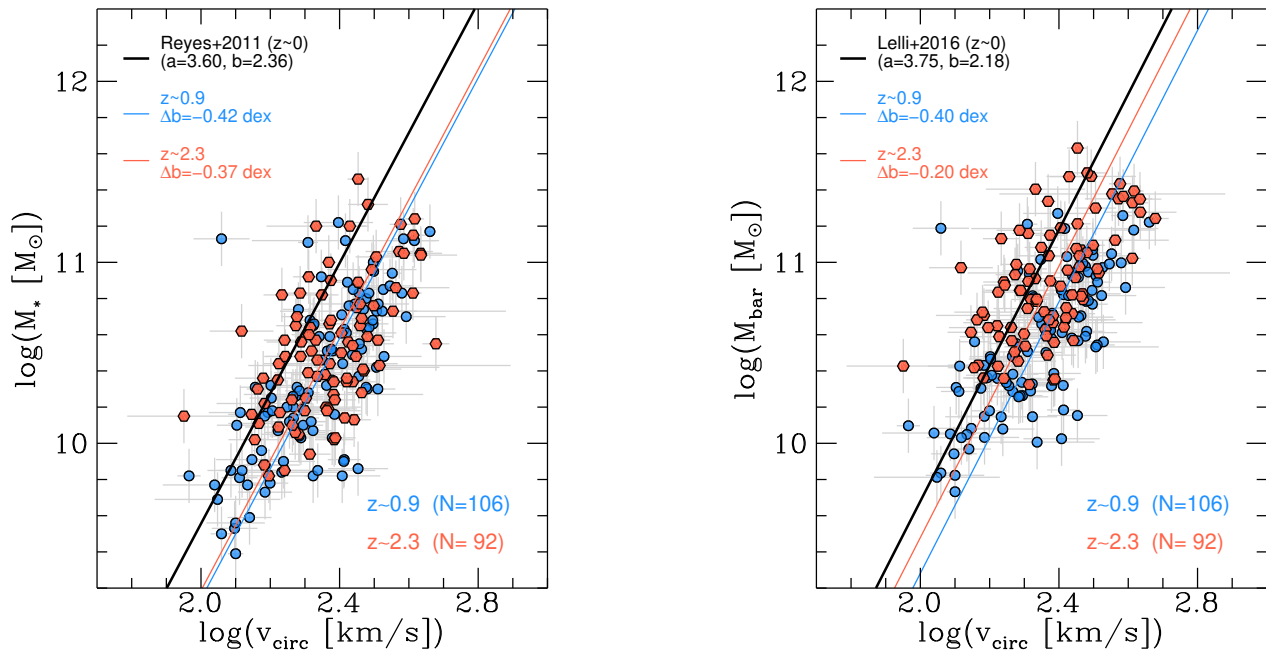 Reyes+2011 (z~0)
(a=3.60, b=2.36)
z~0.9
Δb=−0.42 dex
z~2.3
Δb=−0.37 dex
12
11
10
log(M* [M⊙])
z~0.9 (N=106)
z~2.3 (N= 92)
2.0
2.4
2.8
log(vcirc [km/s])
Lelli+2016 (z~0)
(a=3.75, b=2.18)
z~0.9
Δb=−0.40 dex
z~2.3
Δb=−0.20 dex
12
11
10
log(Mbar [M⊙])
z~0.9 (N=106)
z~2.3 (N= 92)
2.0
2.4
2.8
log(vcirc [km/s])